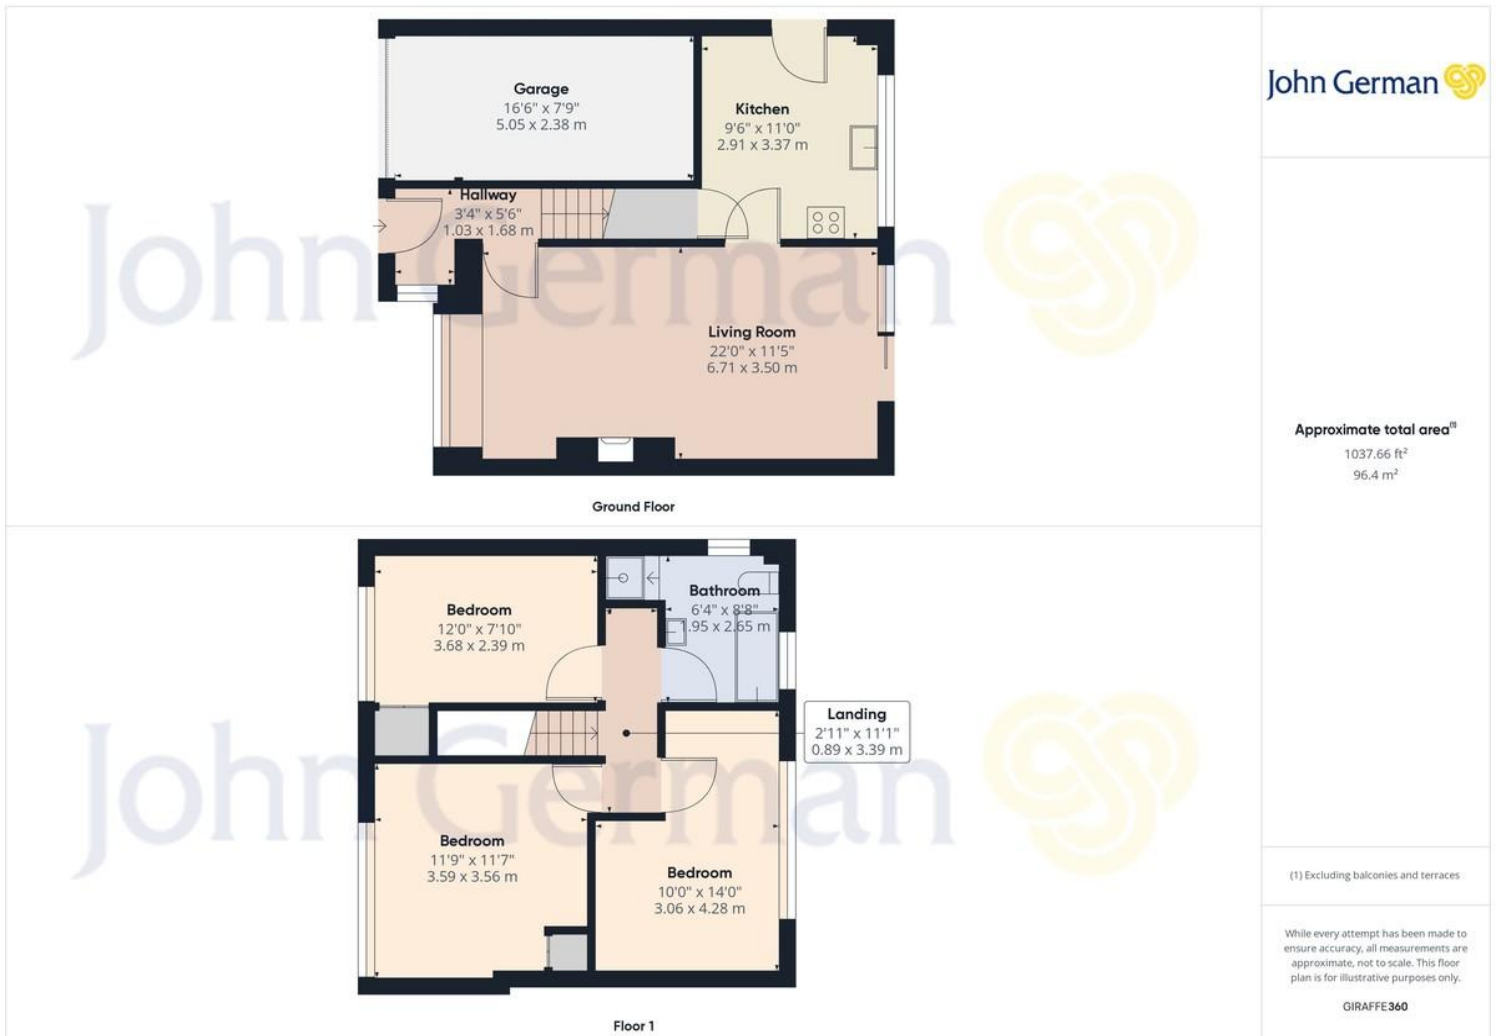 Garage
16'6" x 7'9"
5.05 x 2.38 m
Kitchen
9'6" x 11'0"
2.91 x 3.37 m
Hallway
3'4" x 5'6"
1.03 x 1.68 m
Living Room
22'0" x 11'5"
6.71 x 3.50 m
John German
Ground Floor
Bedroom
12'0" x 7'10"
3.68 x 2.39 m
Bathroom
6'4" x 8'8"
1.95 x 2.65 m
Landing
2'11" x 11'1"
0.89 x 3.39 m
Bedroom
11'9" x 11'7"
3.59 x 3.56 m
Bedroom
10'0" x 14'0"
3.06 x 4.28 m
John German
Floor 1
John German
Approximate total area(1)
1037.66 ft²
96.4 m²
(1) Excluding balconies and terraces
While every attempt has been made to
ensure accuracy, all measurements are
approximate, not to scale. This floor
plan is for illustrative purposes only.
GIRAFFE360